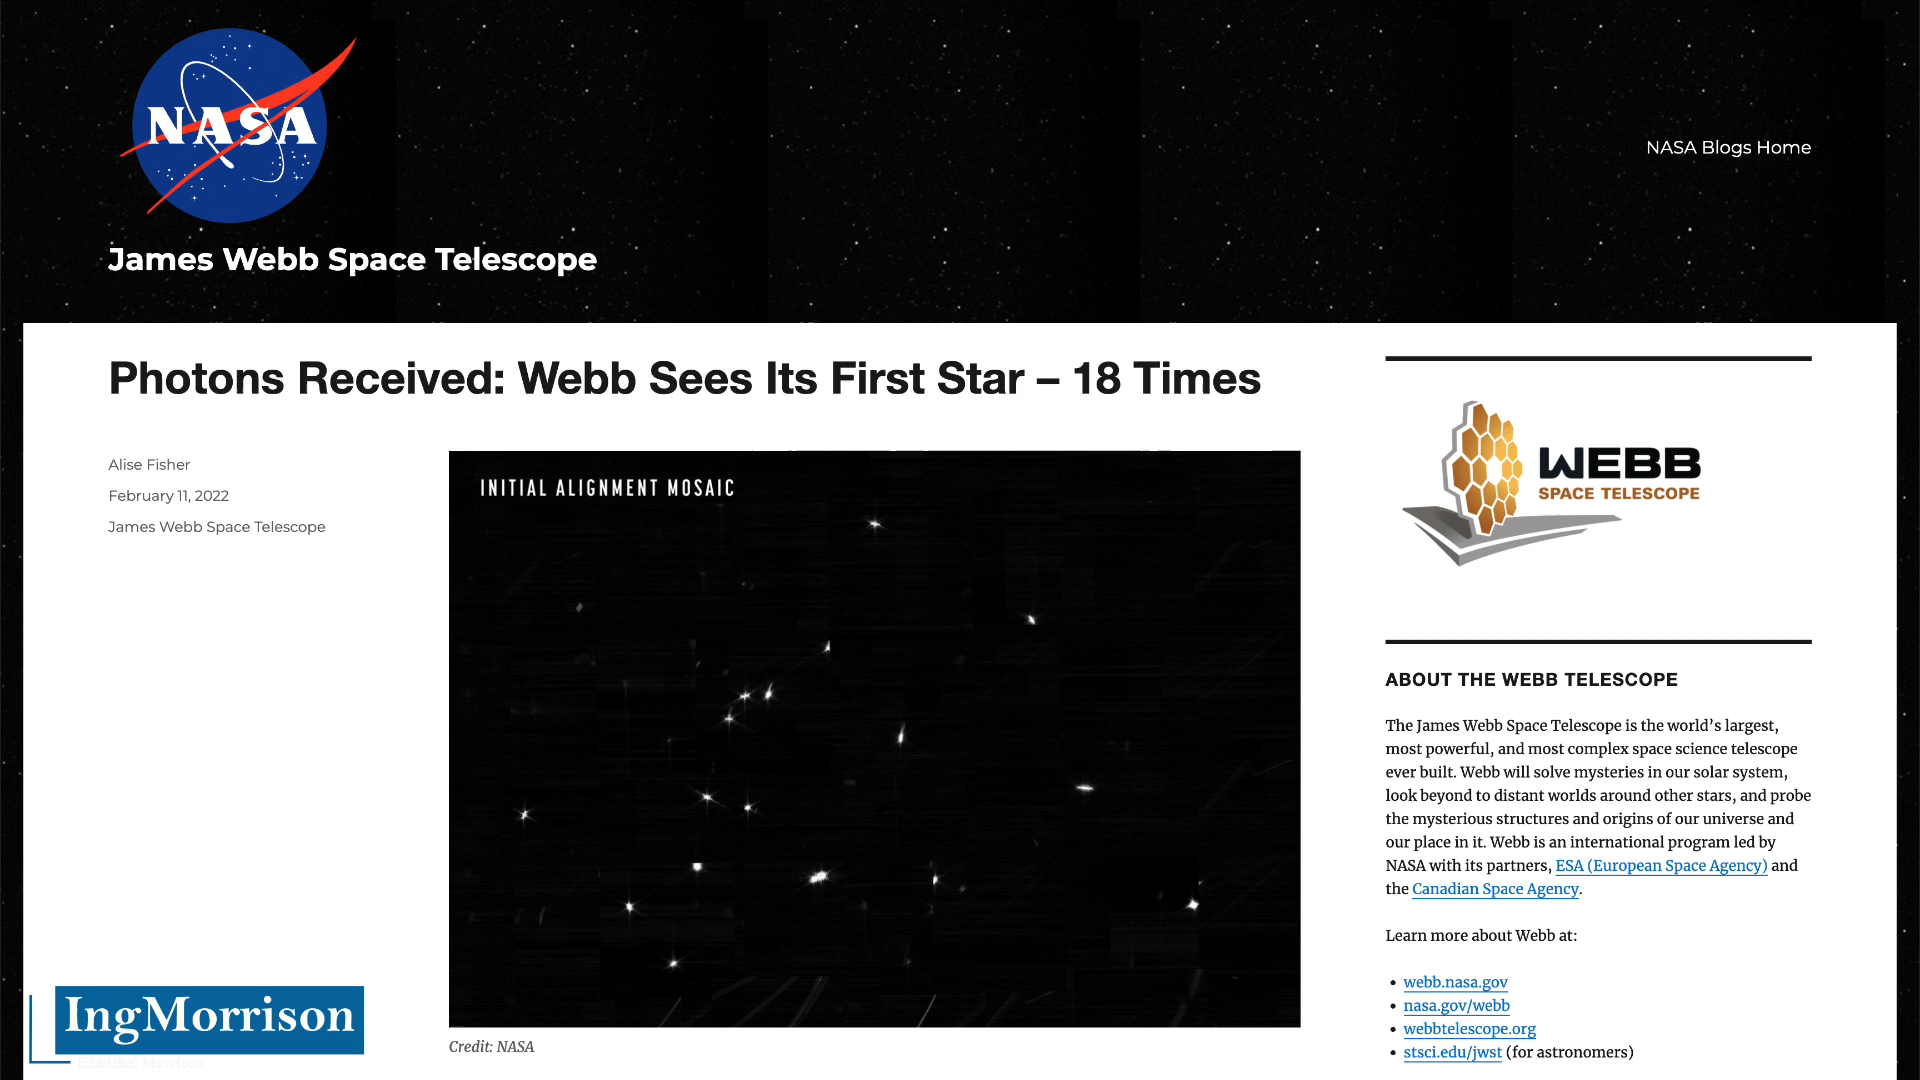 NASA
NASA Blogs Home
James Webb Space Telescope
Photons Received: Webb Sees Its First Star – 18 Times
Alise Fisher
February 11, 2022
James Webb Space Telescope
INITIAL ALIGNMENT MOSAIC
Credit: NASA
WEBB
SPACE TELESCOPE
ABOUT THE WEBB TELESCOPE
The James Webb Space Telescope is the world’s largest,
most powerful, and most complex space science telescope
ever built. Webb will solve mysteries in our solar system,
look beyond to distant worlds around other stars, and probe
the mysterious structures and origins of our universe and
our place in it. Webb is an international program led by
NASA with its partners, ESA (European Space Agency) and
the Canadian Space Agency.
Learn more about Webb at:
• webb.nasa.gov
• nasa.gov/webb
• webbtelescope.org
• stsci.edu/jwst (for astronomers)
IngMorrison